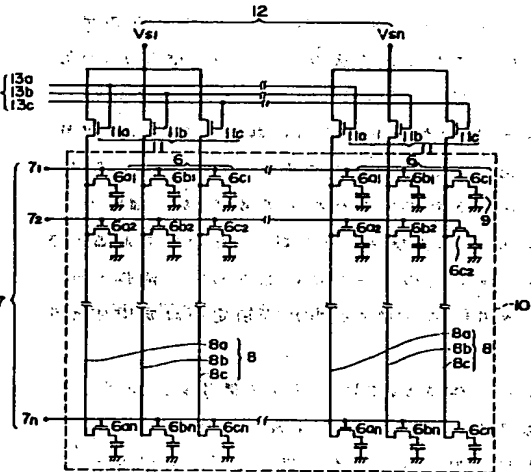 12
Vs1 Vsn
13a
13b
13c
11a 11b 11c 11a 11b 11c
11 11
6 6
71 6a1 6b1 6c1 6a1 6b1 6c1
9
72 6a2 6b2 6c2 6a2 6b2
6c2
7 10
8a 8a
8b 8 8b 8
8c 8c
7n 6an 6bn 6cn 6an 6bn 6cn